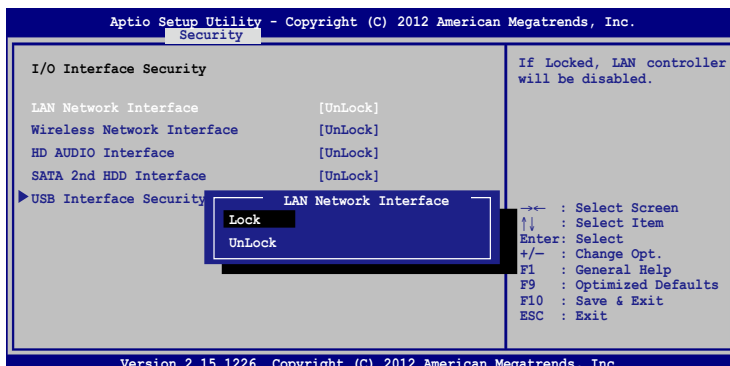 Aptio Setup Utility - Copyright (C) 2012 American Megatrends, Inc.
Security
I/O Interface Security
LAN Network Interface [UnLock]
Wireless Network Interface [UnLock]
HD AUDIO Interface [UnLock]
SATA 2nd HDD Interface [UnLock]
USB Interface Security
LAN Network Interface
Lock
UnLock
If Locked, LAN controller
will be disabled.
→← : Select Screen
↑↓ : Select Item
Enter: Select
+/— : Change Opt.
F1 : General Help
F9 : Optimized Defaults
F10 : Save & Exit
ESC : Exit
Version 2.15.1226. Copyright (C) 2012 American Megatrends, Inc.